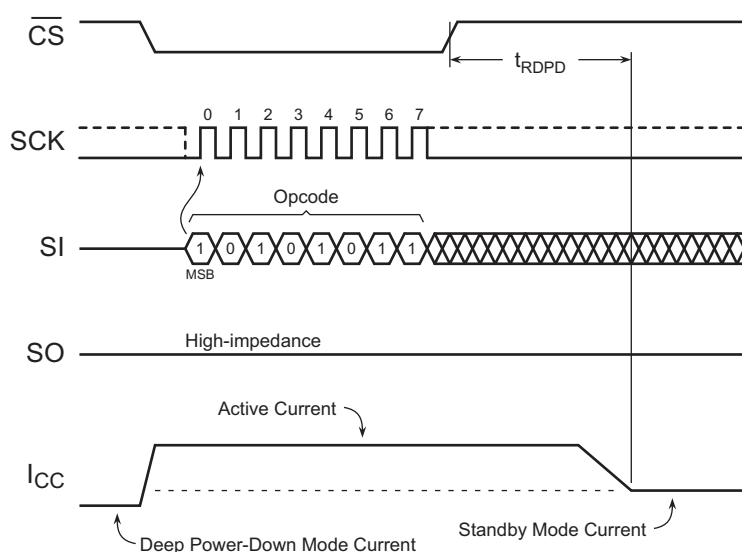 CS
t_RDPD
0 1 2 3 4 5 6 7
SCK
Opcode
SI
1 0 1 0 1 0 1 1
MSB
High-impedance
SO
Active Current
I_CC
Standby Mode Current
Deep Power-Down Mode Current